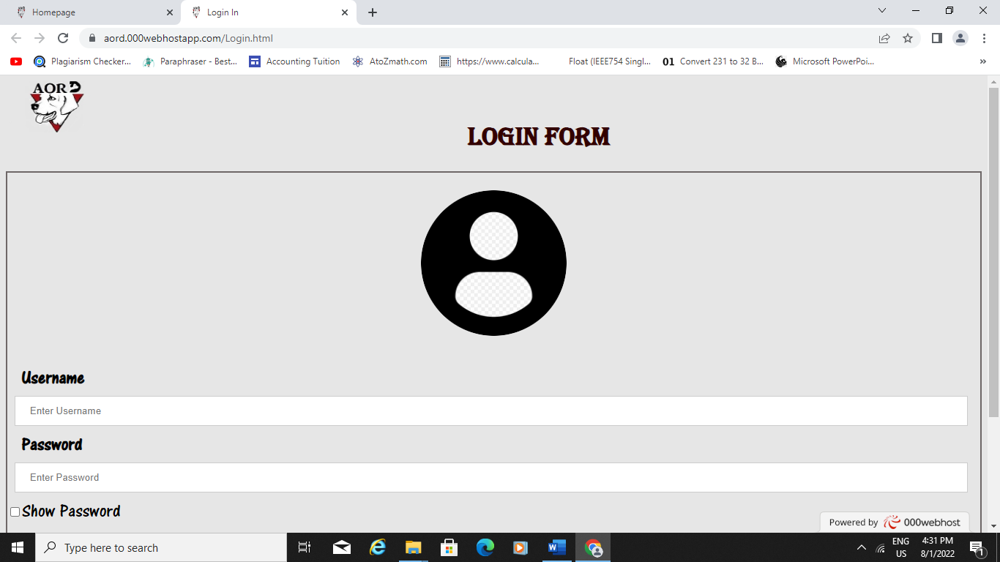 Homepage
Login In
aord.000webhostapp.com/Login.html
Plagiarism Checker...
Paraphraser - Best...
Accounting Tuition
AtoZmath.com
https://www.calcula...
Float (IEEE754 Singl...
01 Convert 231 to 32 B...
Microsoft PowerPoi...
»
AOR D
LOGIN FORM
Username
Enter Username
Password
Enter Password
Show Password
Powered by 000webhost
Type here to search
ENG
US
4:31 PM
8/1/2022
1